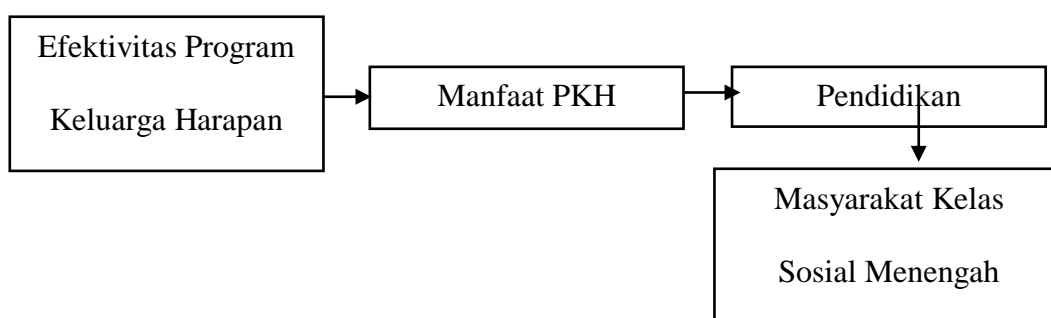 Efektivitas Program
Keluarga Harapan
Manfaat PKH
Pendidikan
Masyarakat Kelas
Sosial Menengah